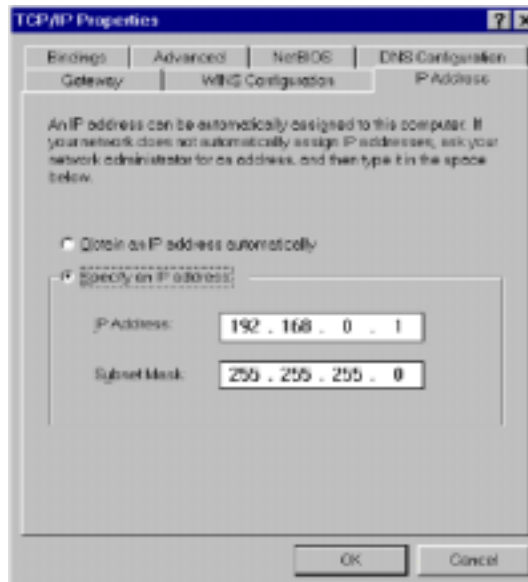 TCP/IP Properties
? ×
Bindings Advanced NetBIOS DNS Configuration
Gateway WINS Configuration IP Address
An IP address can be automatically assigned to this computer. If
your network does not automatically assign IP addresses, ask your
network administrator for an address, and then type it in the space
below.
Obtain an IP address automatically
Specify an IP address:
IP Address: 192 . 168 . 0 . 1
Subnet Mask: 255 . 255 . 255 . 0
OK Cancel